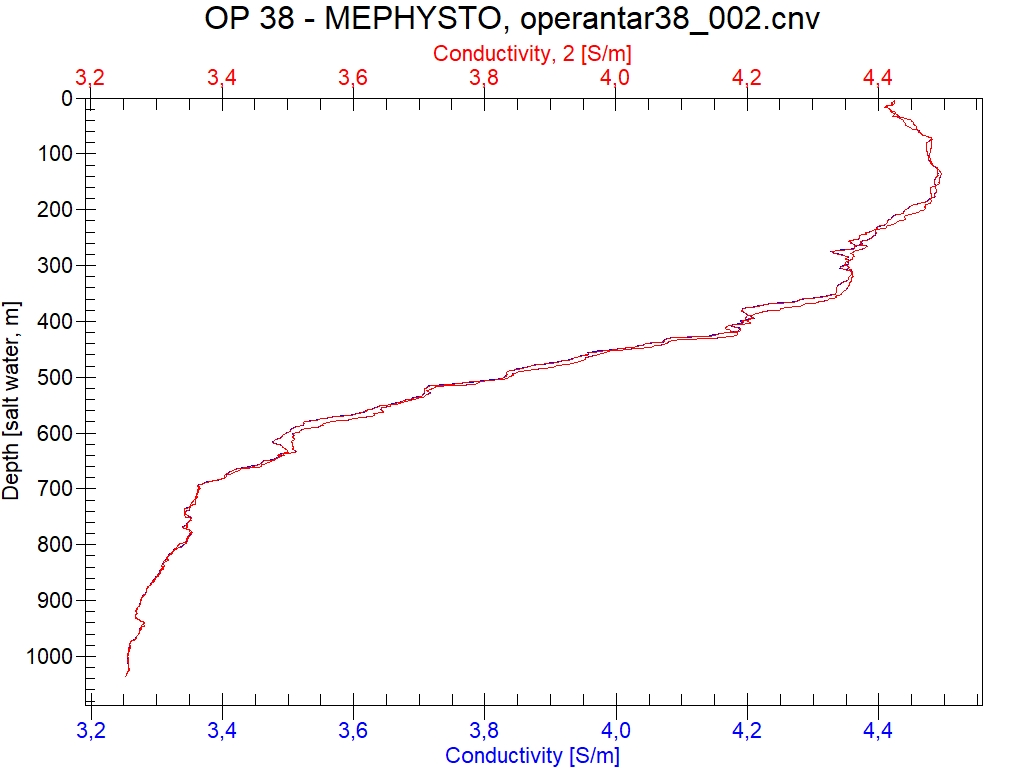 OP 38 - MEPHYSTO, operantar38_002.cnv
Conductivity, 2 [S/m]
3,2 3,4 3,6 3,8 4,0 4,2 4,4
0
100
200
300
400
500
600
700
800
900
1000
Depth [salt water, m]
3,2 3,4 3,6 3,8 4,0 4,2 4,4
Conductivity [S/m]